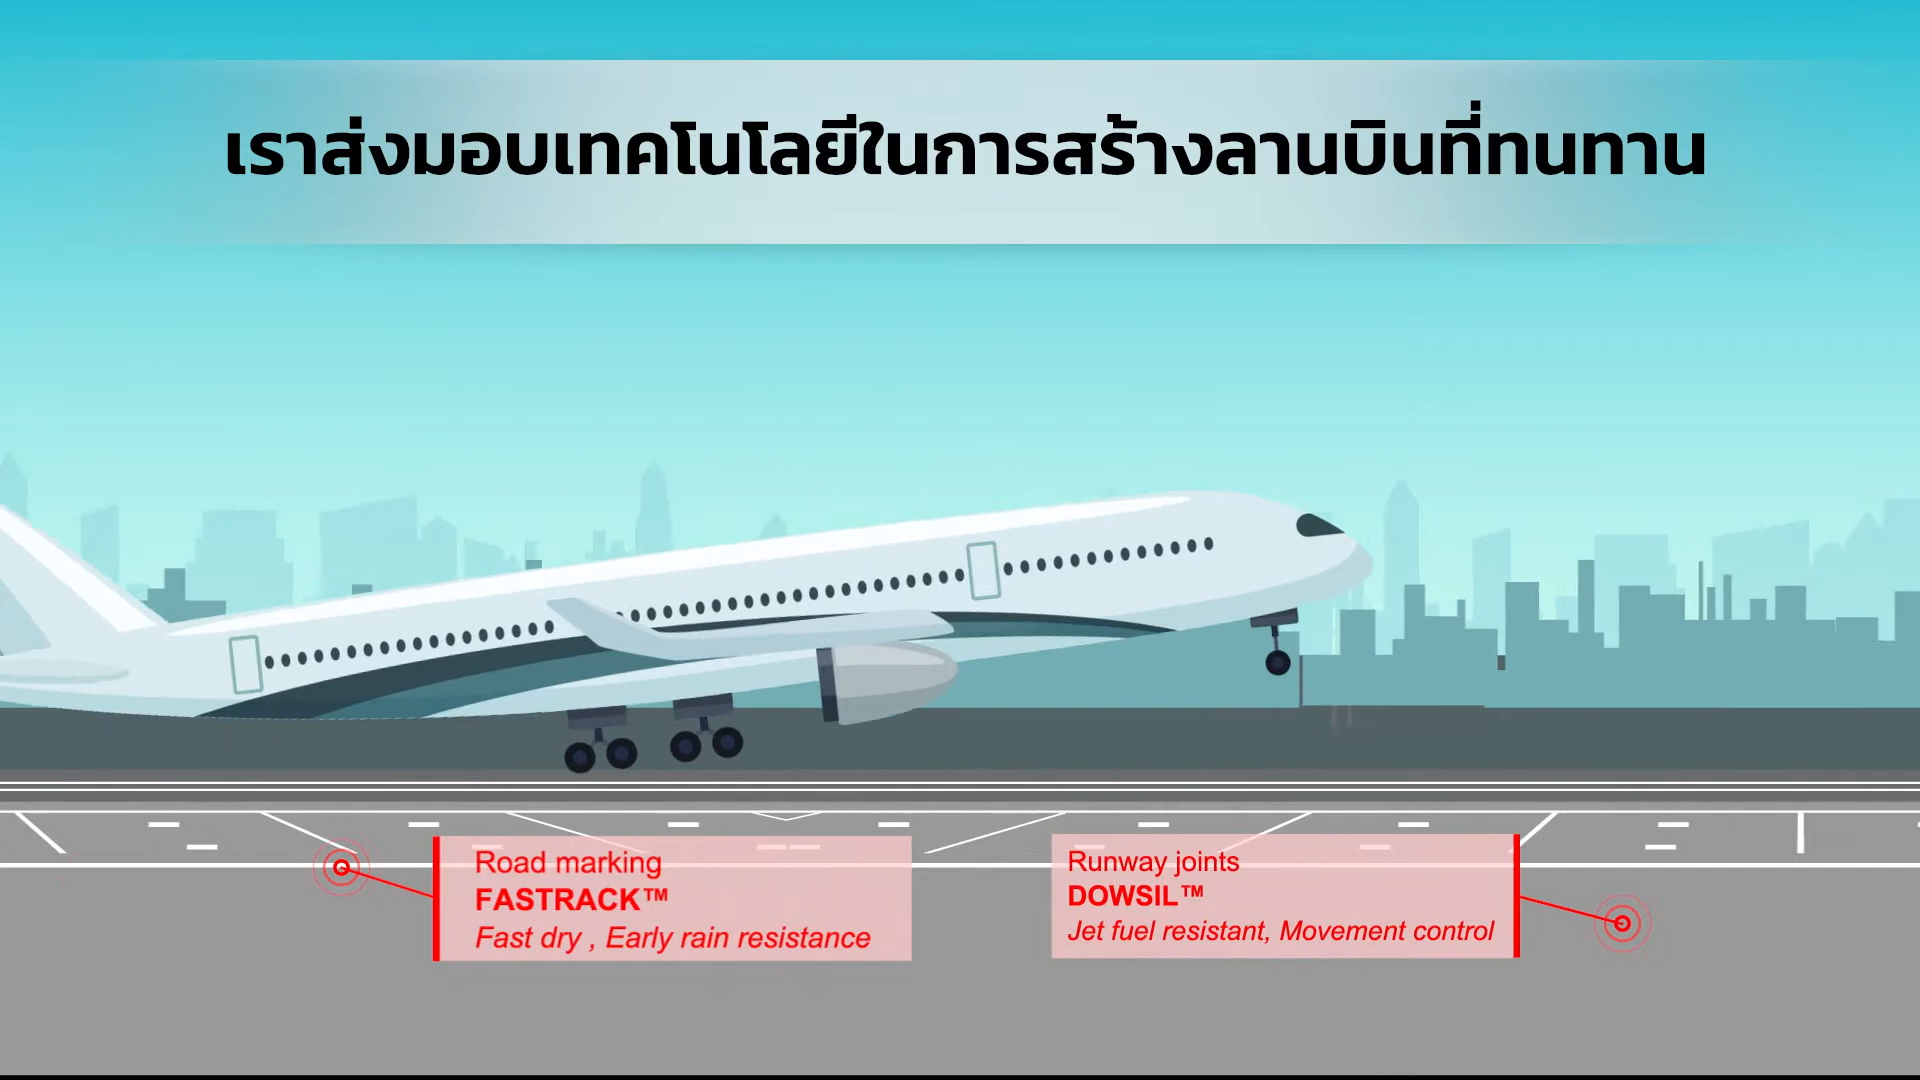 เราส่งมอบเทคโนโลยีในการสร้างลานบินที่ทนทาน
Road marking
FASTRACK™
Fast dry , Early rain resistance
Runway joints
DOWSIL™
Jet fuel resistant, Movement control